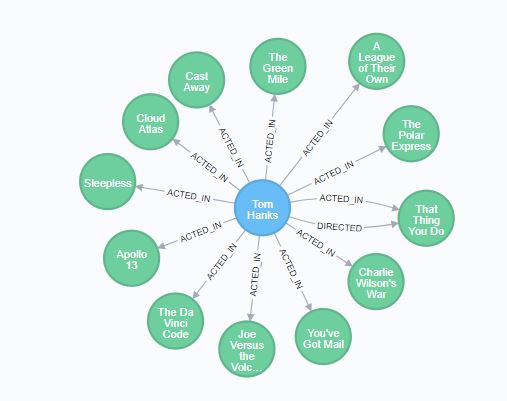 A
League
of Their
Own
The
Green
Mile
Cast
Away
Cloud
Atlas
The
Polar
Express
Sleepless
Tom
Hanks
That
Thing
You Do
Apollo
13
Charlie
Wilson's
War
The Da
Vinci
Code
You've
Got Mail
Joe
Versus
the
Volc...
ACTED_IN
ACTED_IN
ACTED_IN
ACTED_IN
ACTED_IN
ACTED_IN
ACTED_IN
DIRECTED
ACTED_IN
ACTED_IN
ACTED_IN
ACTED_IN
ACTED_IN